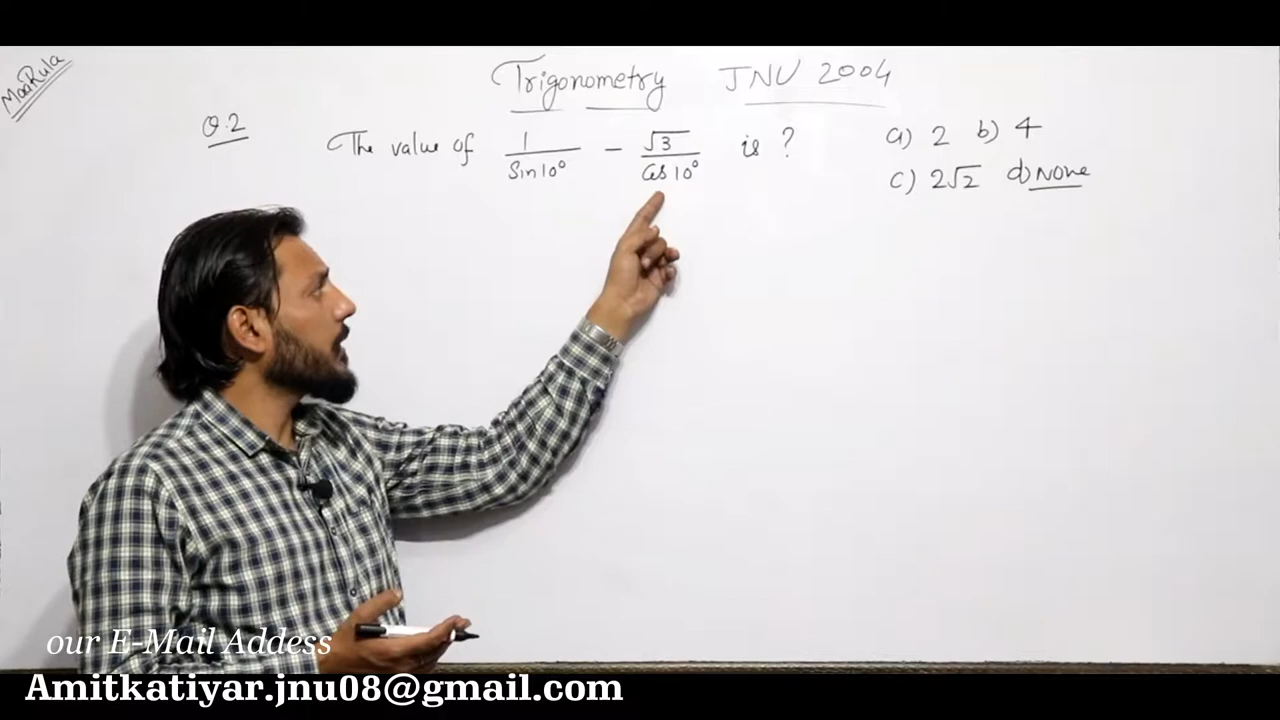 MaaRula
Trigonometry JNU 2004
Q.2 The value of 1/Sin10° − √3/Cos10° is ? a) 2 b) 4
c) 2√2 d) None
our E-Mail Addess
Amitkatiyar.jnu08@gmail.com